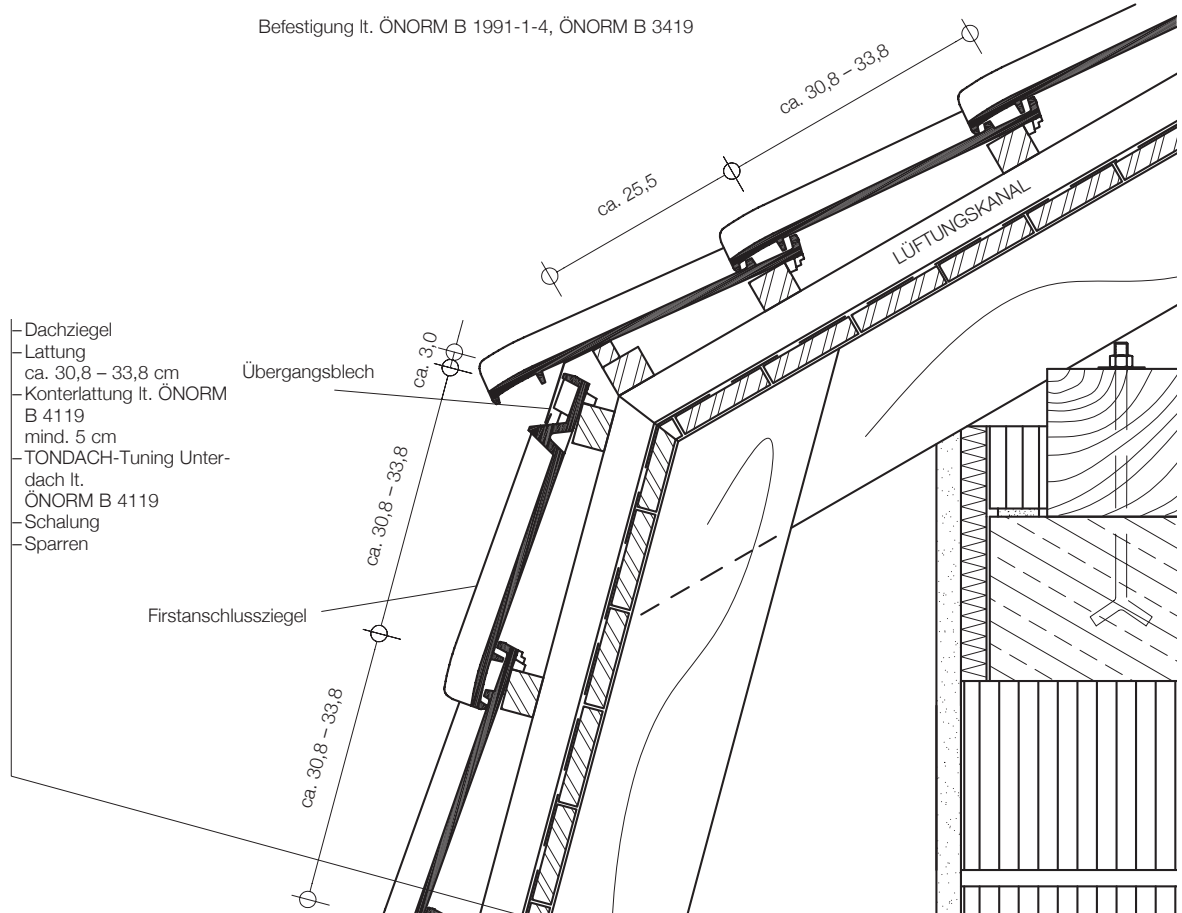 Befestigung lt. ÖNORM B 1991-1-4, ÖNORM B 3419
ca. 30,8 – 33,8
ca. 25,5
LÜFTUNGSKANAL
ca. 3,0
– Dachziegel
– Lattung
ca. 30,8 – 33,8 cm
– Konterlattung lt. ÖNORM
B 4119
mind. 5 cm
– TONDACH-Tuning Unter-
dach lt.
ÖNORM B 4119
– Schalung
– Sparren
Übergangsblech
ca. 30,8 – 33,8
Firstanschlussziegel
ca. 30,8 – 33,8